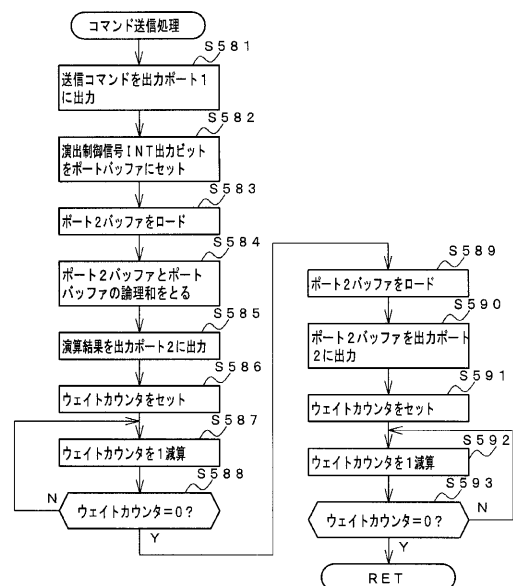 コマンド送信処理
S581
送信コマンドを出力ポート1
に出力
S582
演出制御信号INT出力ビット
をポートバッファにセット
S583
ポート2バッファをロード
S584
ポート2バッファとポート
バッファの論理和をとる
S585
演算結果を出力ポート2に出力
S586
ウェイトカウンタをセット
S587
ウェイトカウンタを1減算
S588
ウェイトカウンタ=0?
N
Y
S589
ポート2バッファをロード
S590
ポート2バッファを出力ポート
2に出力
S591
ウェイトカウンタをセット
S592
ウェイトカウンタを1減算
S593
ウェイトカウンタ=0?
N
Y
RET